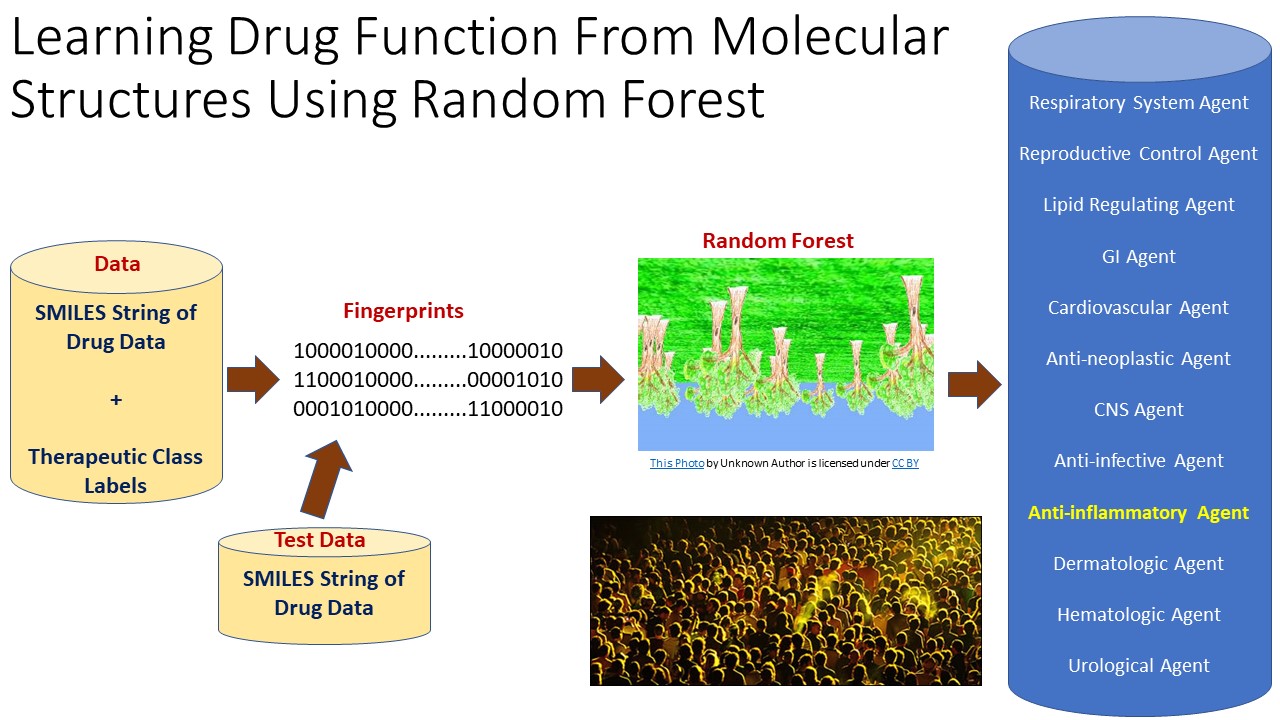 Learning Drug Function From Molecular
Structures Using Random Forest
Data
SMILES String of
Drug Data
+
Therapeutic Class
Labels
Fingerprints
1000010000.........10000010
1100010000.........00001010
0001010000.........11000010
Test Data
SMILES String of
Drug Data
Random Forest
This Photo by Unknown Author is licensed under CC BY
Respiratory System Agent
Reproductive Control Agent
Lipid Regulating Agent
GI Agent
Cardiovascular Agent
Anti-neoplastic Agent
CNS Agent
Anti-infective Agent
Anti-inflammatory Agent
Dermatologic Agent
Hematologic Agent
Urological Agent